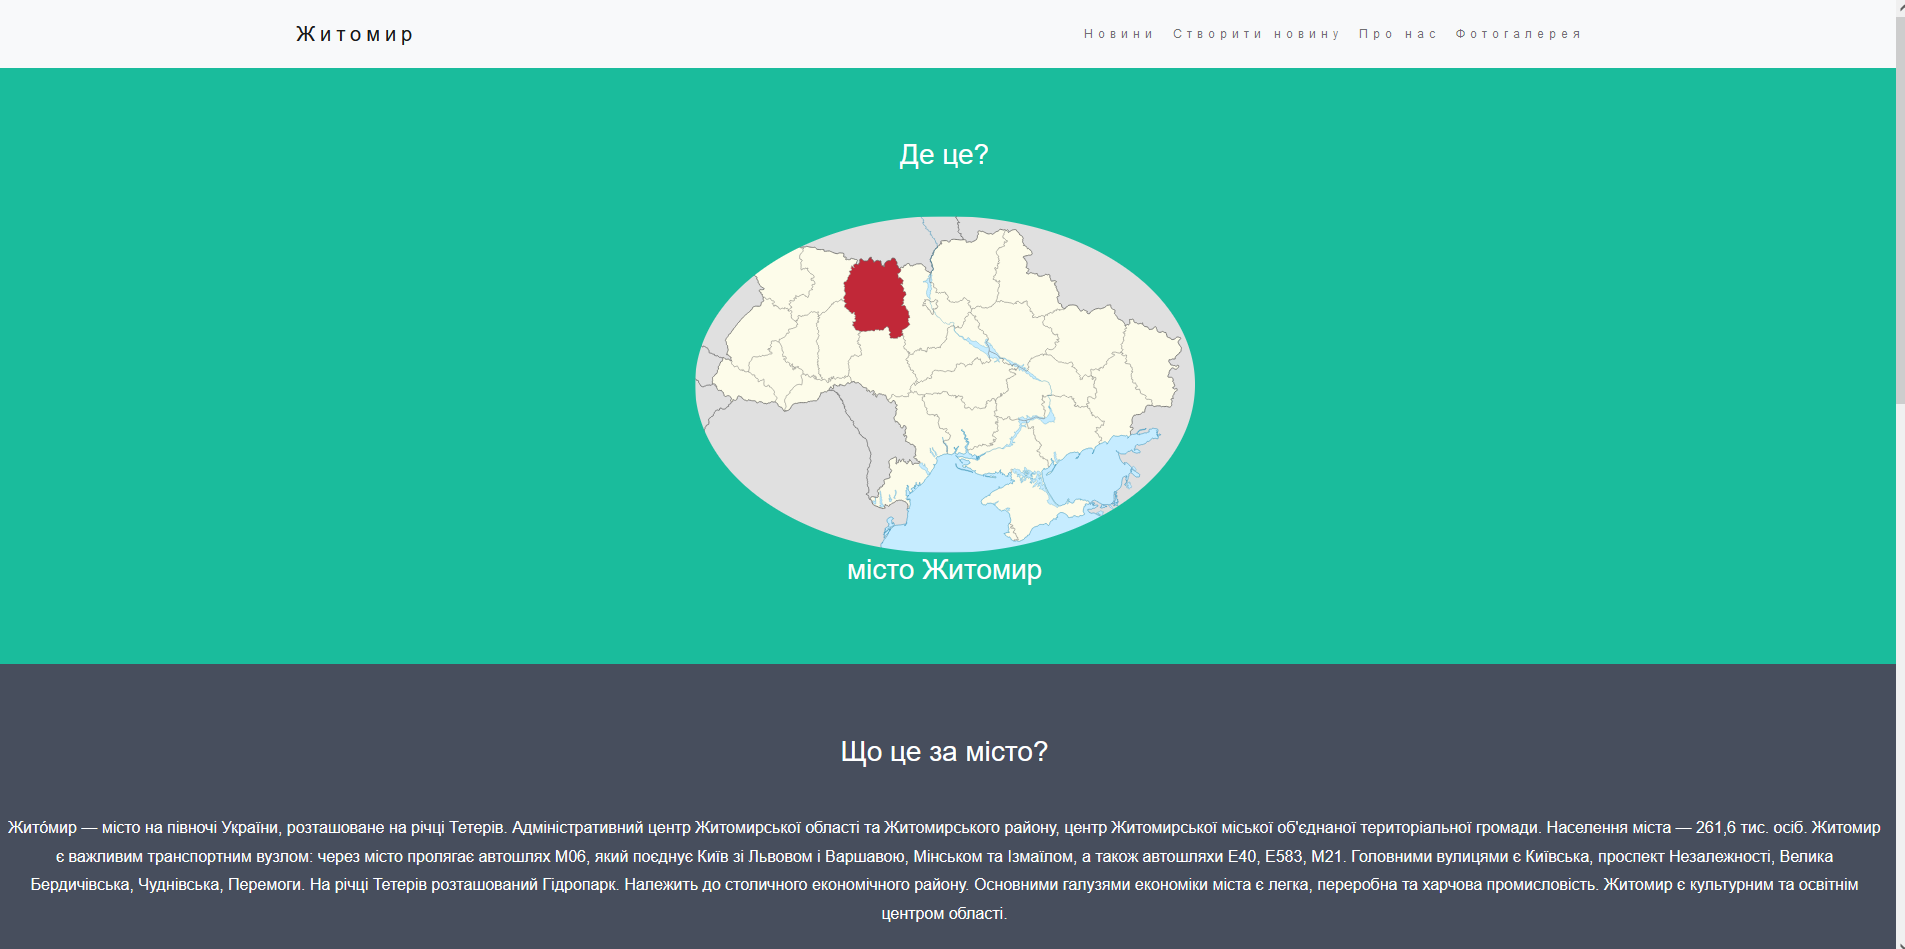 Житомир
Новини Створити новину Про нас Фотогалерея
Де це?
місто Житомир
Що це за місто?
Жито́мир — місто на півночі України, розташоване на річці Тетерів. Адміністративний центр Житомирської області та Житомирського району, центр Житомирської міської об'єднаної територіальної громади. Населення міста — 261,6 тис. осіб. Житомир
є важливим транспортним вузлом: через місто пролягає автошлях М06, який поєднує Київ зі Львовом і Варшавою, Мінськом та Ізмаїлом, а також автошляхи Е40, Е583, М21. Головними вулицями є Київська, проспект Незалежності, Велика
Бердичівська, Чуднівська, Перемоги. На річці Тетерів розташований Гідропарк. Належить до столичного економічного району. Основними галузями економіки міста є легка, переробна та харчова промисловість. Житомир є культурним та освітнім
центром області.